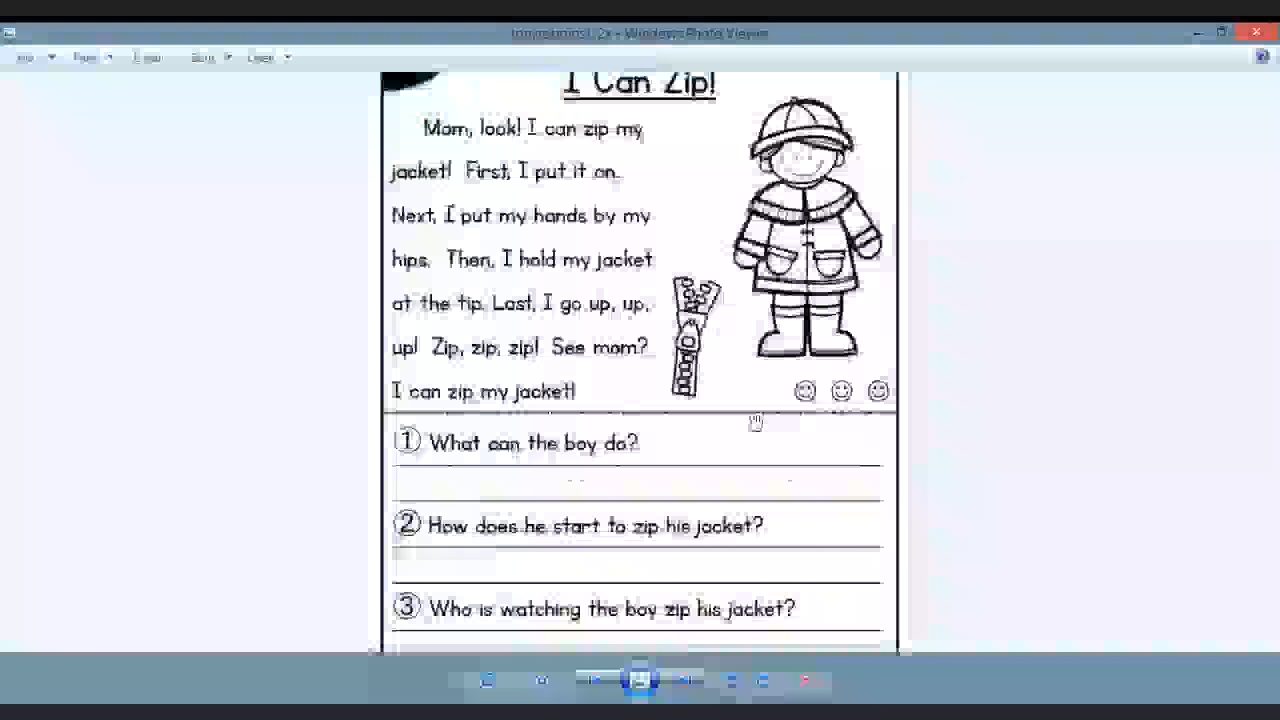 Windows Photo Viewer
I Can Zip!
Mom, look! I can zip my
jacket! First, I put it on.
Next, I put my hands by my
hips. Then, I hold my jacket
at the tip. Last, I go up, up,
up! Zip, zip, zip! See mom?
I can zip my jacket!
① What can the boy do?
② How does he start to zip his jacket?
③ Who is watching the boy zip his jacket?